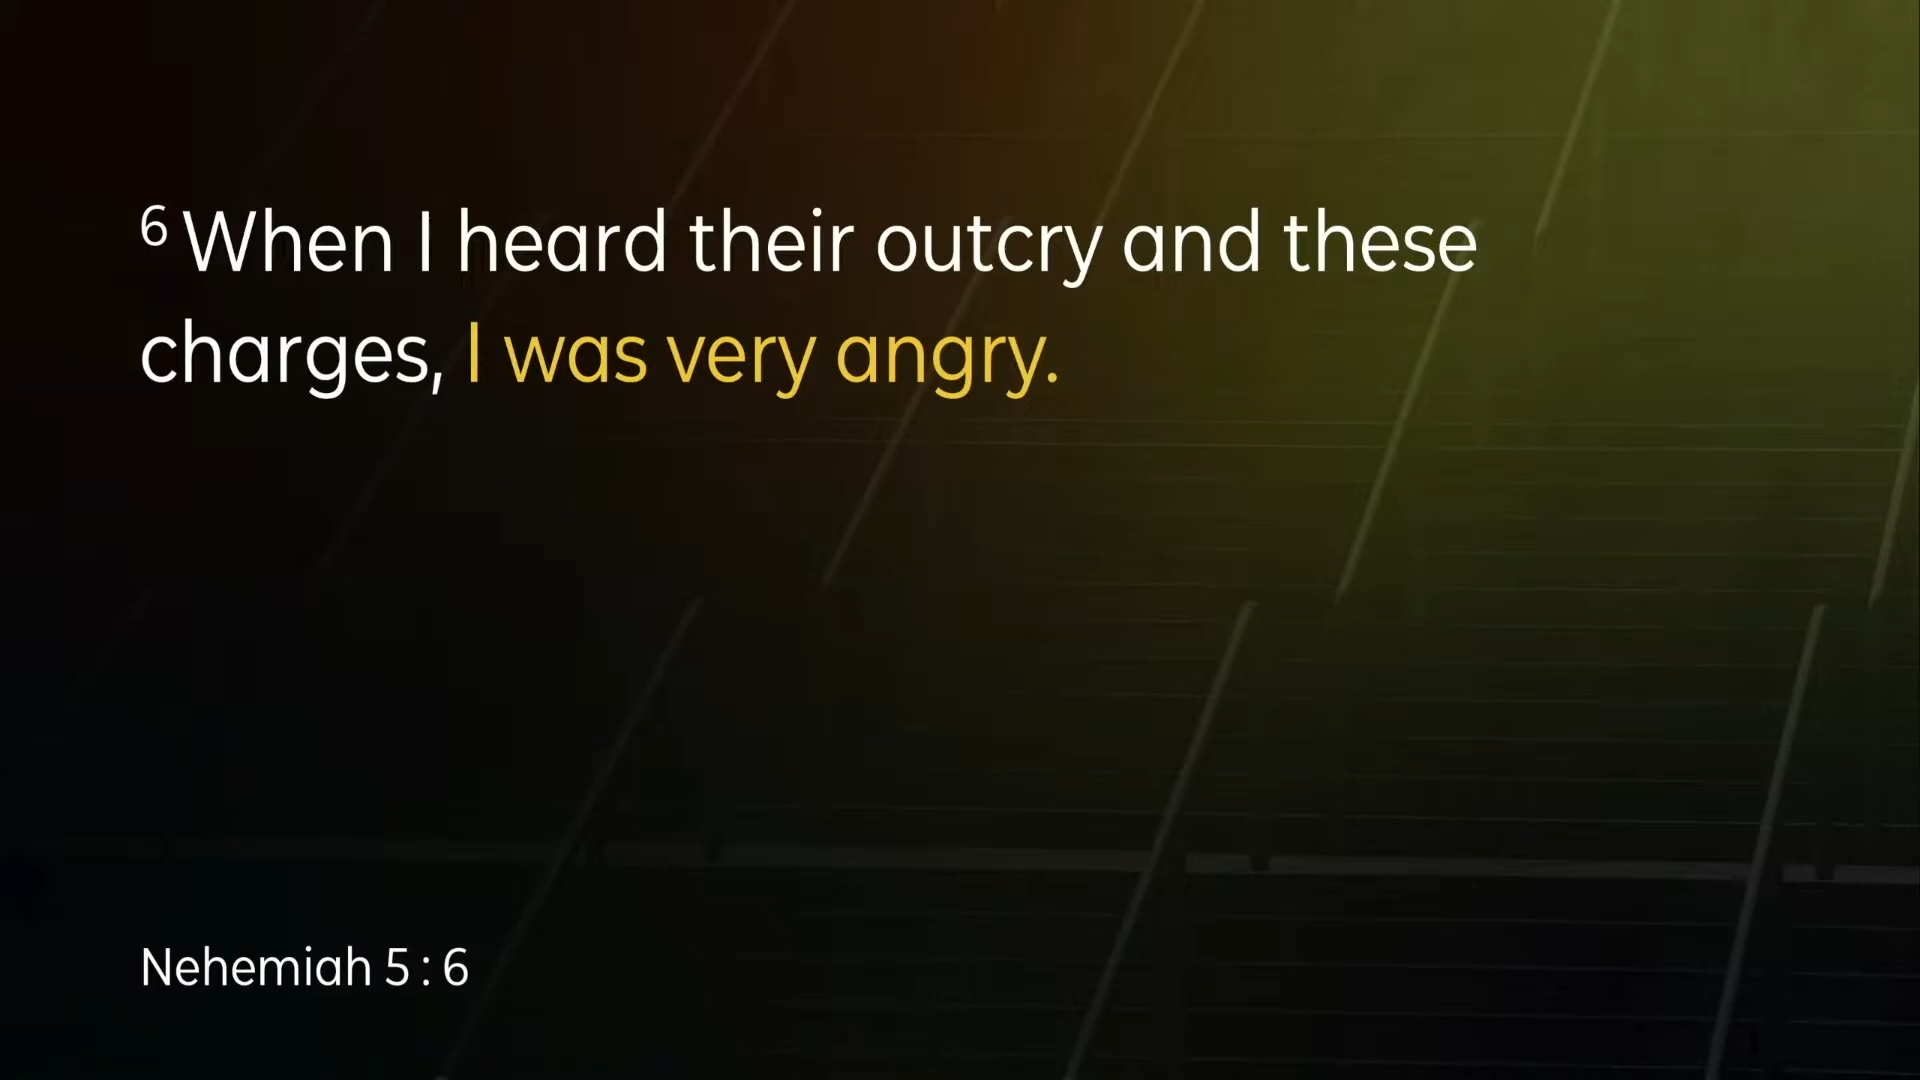 6 When I heard their outcry and these
charges, I was very angry.
Nehemiah 5 : 6